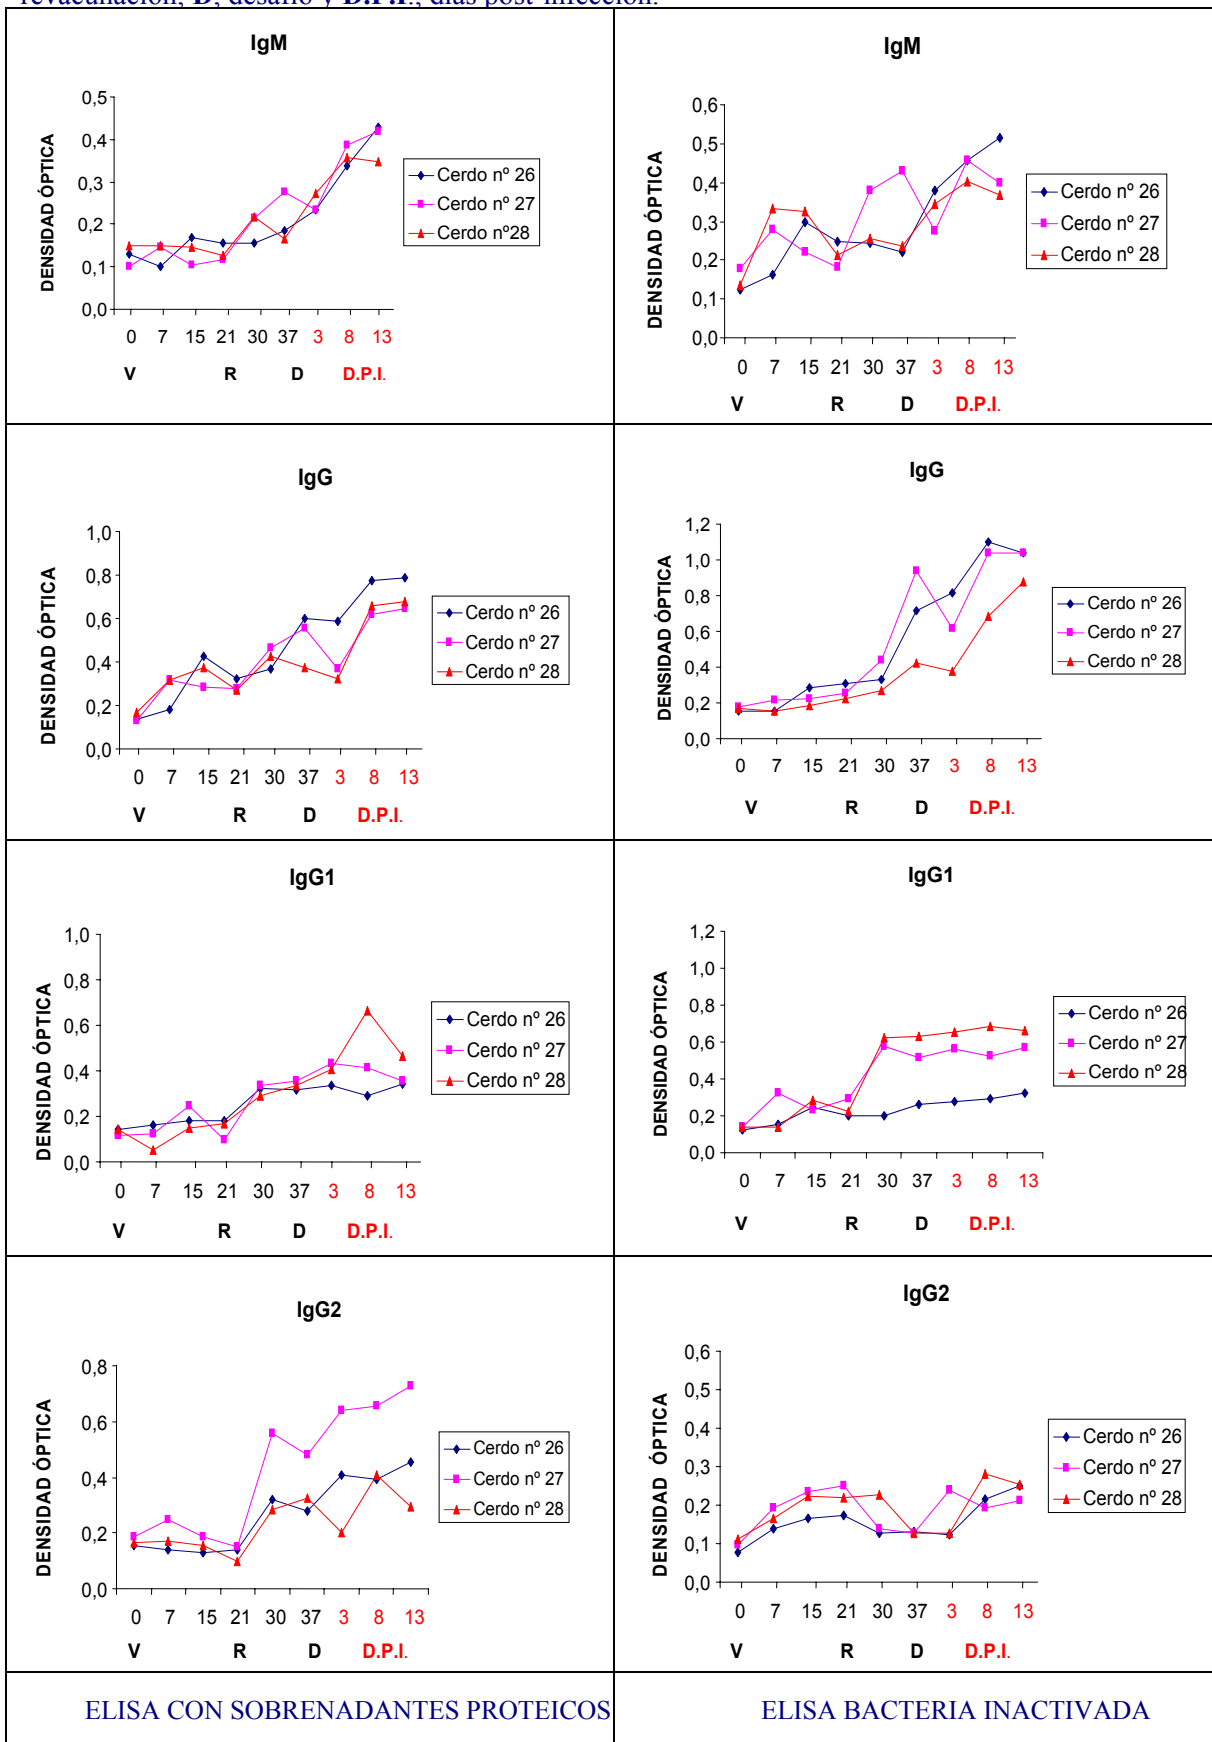 revacunación, D, desafío y D.P.I., días post-infección.
IgM
DENSIDAD ÓPTICA
0,5
0,4
0,3
0,2
0,1
0,0
0 7 15 21 30 37 3 8 13
V R D D.P.I.
Cerdo nº 26
Cerdo nº 27
Cerdo nº28
IgM
DENSIDAD ÓPTICA
0,6
0,5
0,4
0,3
0,2
0,1
0,0
0 7 15 21 30 37 3 8 13
V R D D.P.I.
Cerdo nº 26
Cerdo nº 27
Cerdo nº 28
IgG
DENSIDAD ÓPTICA
1,0
0,8
0,6
0,4
0,2
0,0
0 7 15 21 30 37 3 8 13
V R D D.P.I.
Cerdo nº 26
Cerdo nº 27
Cerdo nº 28
IgG
DENSIDAD ÓPTICA
1,2
1,0
0,8
0,6
0,4
0,2
0,0
0 7 15 21 30 37 3 8 13
V R D D.P.I.
Cerdo nº 26
Cerdo nº 27
Cerdo nº 28
IgG1
DENSIDAD ÓPTICA
1,0
0,8
0,6
0,4
0,2
0,0
0 7 15 21 30 37 3 8 13
V R D D.P.I.
Cerdo nº 26
Cerdo nº 27
Cerdo nº 28
IgG1
DENSIDAD ÓPTICA
1,2
1,0
0,8
0,6
0,4
0,2
0,0
0 7 15 21 30 37 3 8 13
V R D D.P.I.
Cerdo nº 26
Cerdo nº 27
Cerdo nº 28
IgG2
DENSIDAD ÓPTICA
0,8
0,6
0,4
0,2
0,0
0 7 15 21 30 37 3 8 13
V R D D.P.I.
Cerdo nº 26
Cerdo nº 27
Cerdo nº 28
IgG2
DENSIDAD ÓPTICA
0,6
0,5
0,4
0,3
0,2
0,1
0,0
0 7 15 21 30 37 3 8 13
V R D D.P.I.
Cerdo nº 26
Cerdo nº 27
Cerdo nº 28
ELISA CON SOBRENADANTES PROTEICOS
ELISA BACTERIA INACTIVADA